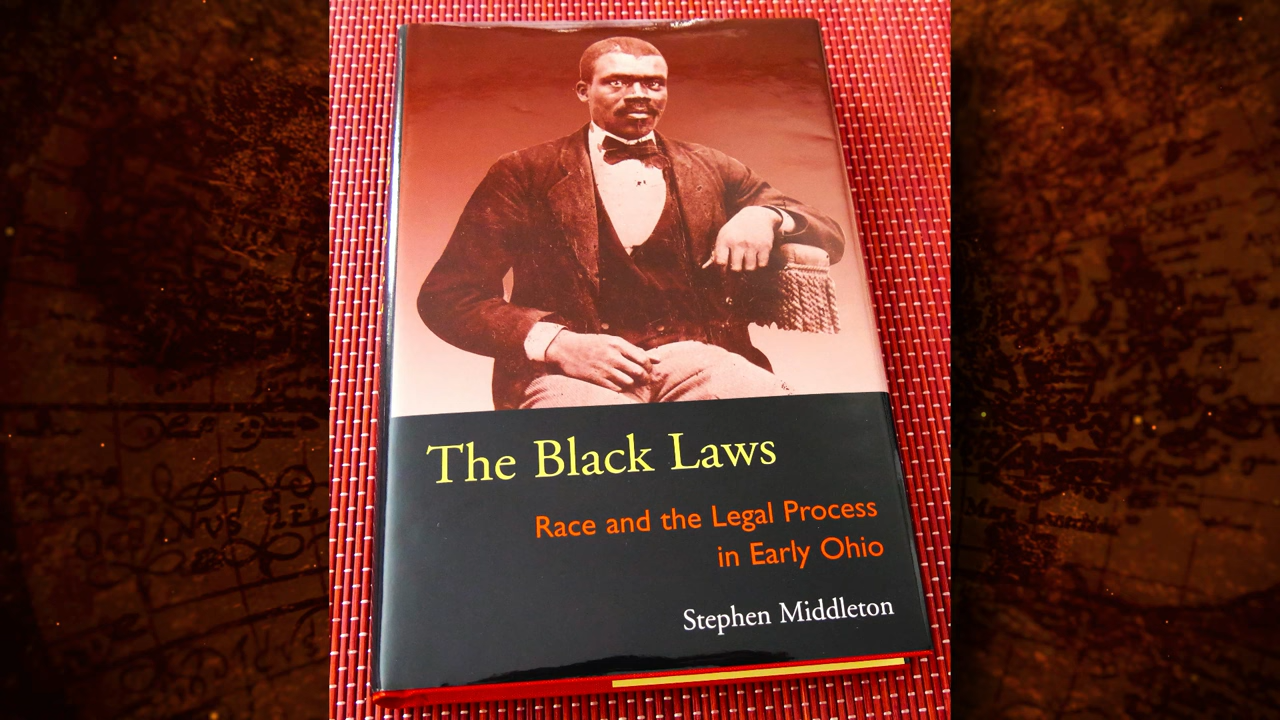 The Black Laws
Race and the Legal Process
in Early Ohio
Stephen Middleton